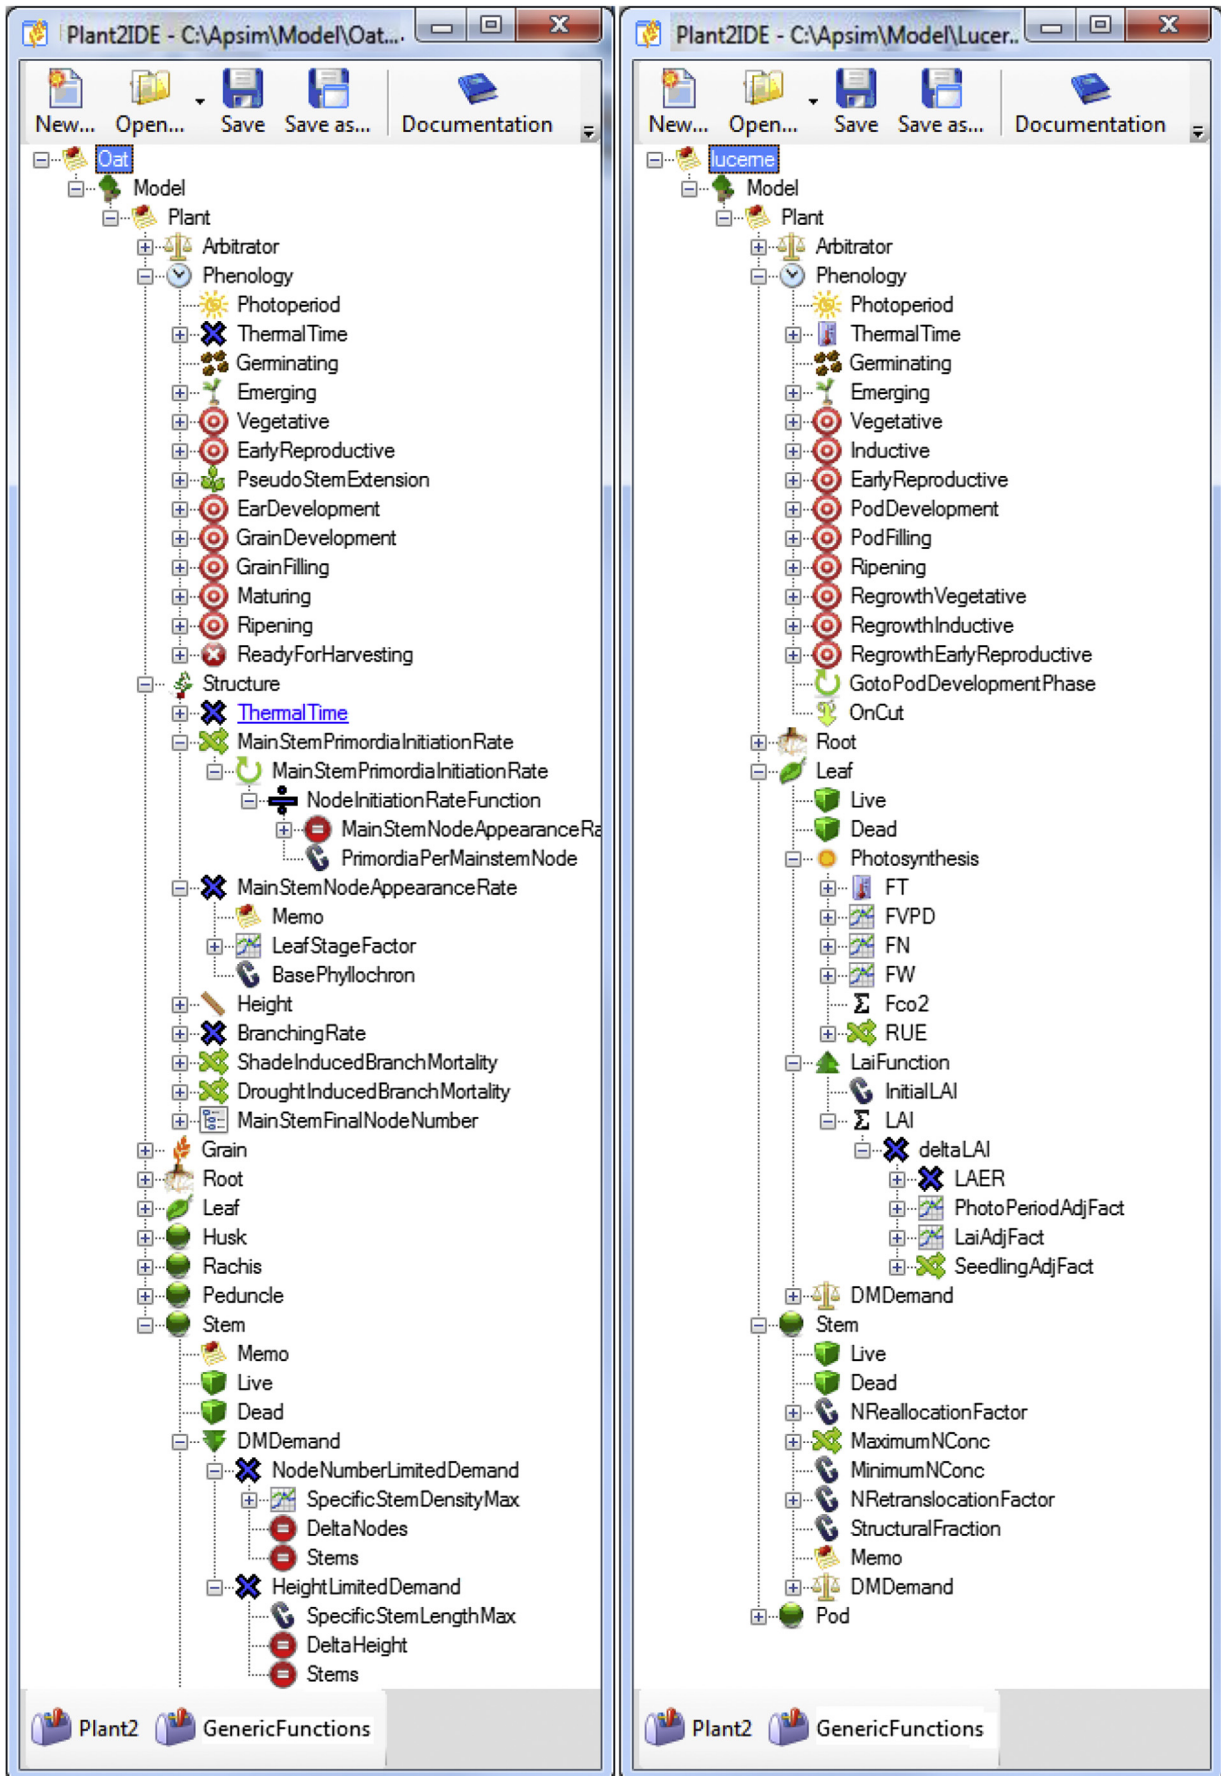 Plant2IDE - C:\Apsim\Model\Oat....
New... Open... Save Save as... Documentation
Oat
Model
Plant
Arbitrator
Phenology
Photoperiod
ThermalTime
Germinating
Emerging
Vegetative
EarlyReproductive
PseudoStemExtension
EarDevelopment
GrainDevelopment
GrainFilling
Maturing
Ripening
ReadyForHarvesting
Structure
ThermalTime
MainStemPrimordiaInitiationRate
MainStemPrimordiaInitiationRate
NodeInitiationRateFunction
MainStemNodeAppearanceRa
PrimordiaPerMainstemNode
MainStemNodeAppearanceRate
Memo
LeafStageFactor
BasePhyllochron
Height
BranchingRate
ShadeInducedBranchMortality
DroughtInducedBranchMortality
MainStemFinalNodeNumber
Grain
Root
Leaf
Husk
Rachis
Peduncle
Stem
Memo
Live
Dead
DMDemand
NodeNumberLimitedDemand
SpecificStemDensityMax
DeltaNodes
Stems
HeightLimitedDemand
SpecificStemLengthMax
DeltaHeight
Stems
Plant2 GenericFunctions
Plant2IDE - C:\Apsim\Model\Lucer...
New... Open... Save Save as... Documentation
lucerne
Model
Plant
Arbitrator
Phenology
Photoperiod
ThermalTime
Germinating
Emerging
Vegetative
Inductive
EarlyReproductive
PodDevelopment
PodFilling
Ripening
RegrowthVegetative
RegrowthInductive
RegrowthEarlyReproductive
GotoPodDevelopmentPhase
OnCut
Root
Leaf
Live
Dead
Photosynthesis
FT
FVPD
FN
FW
Fco2
RUE
LaiFunction
InitialLAI
LAI
deltaLAI
LAER
PhotoPeriodAdjFact
LaiAdjFact
SeedlingAdjFact
DMDemand
Stem
Live
Dead
NReallocationFactor
MaximumNConc
MinimumNConc
NRetranslocationFactor
StructuralFraction
Memo
DMDemand
Pod
Plant2 GenericFunctions